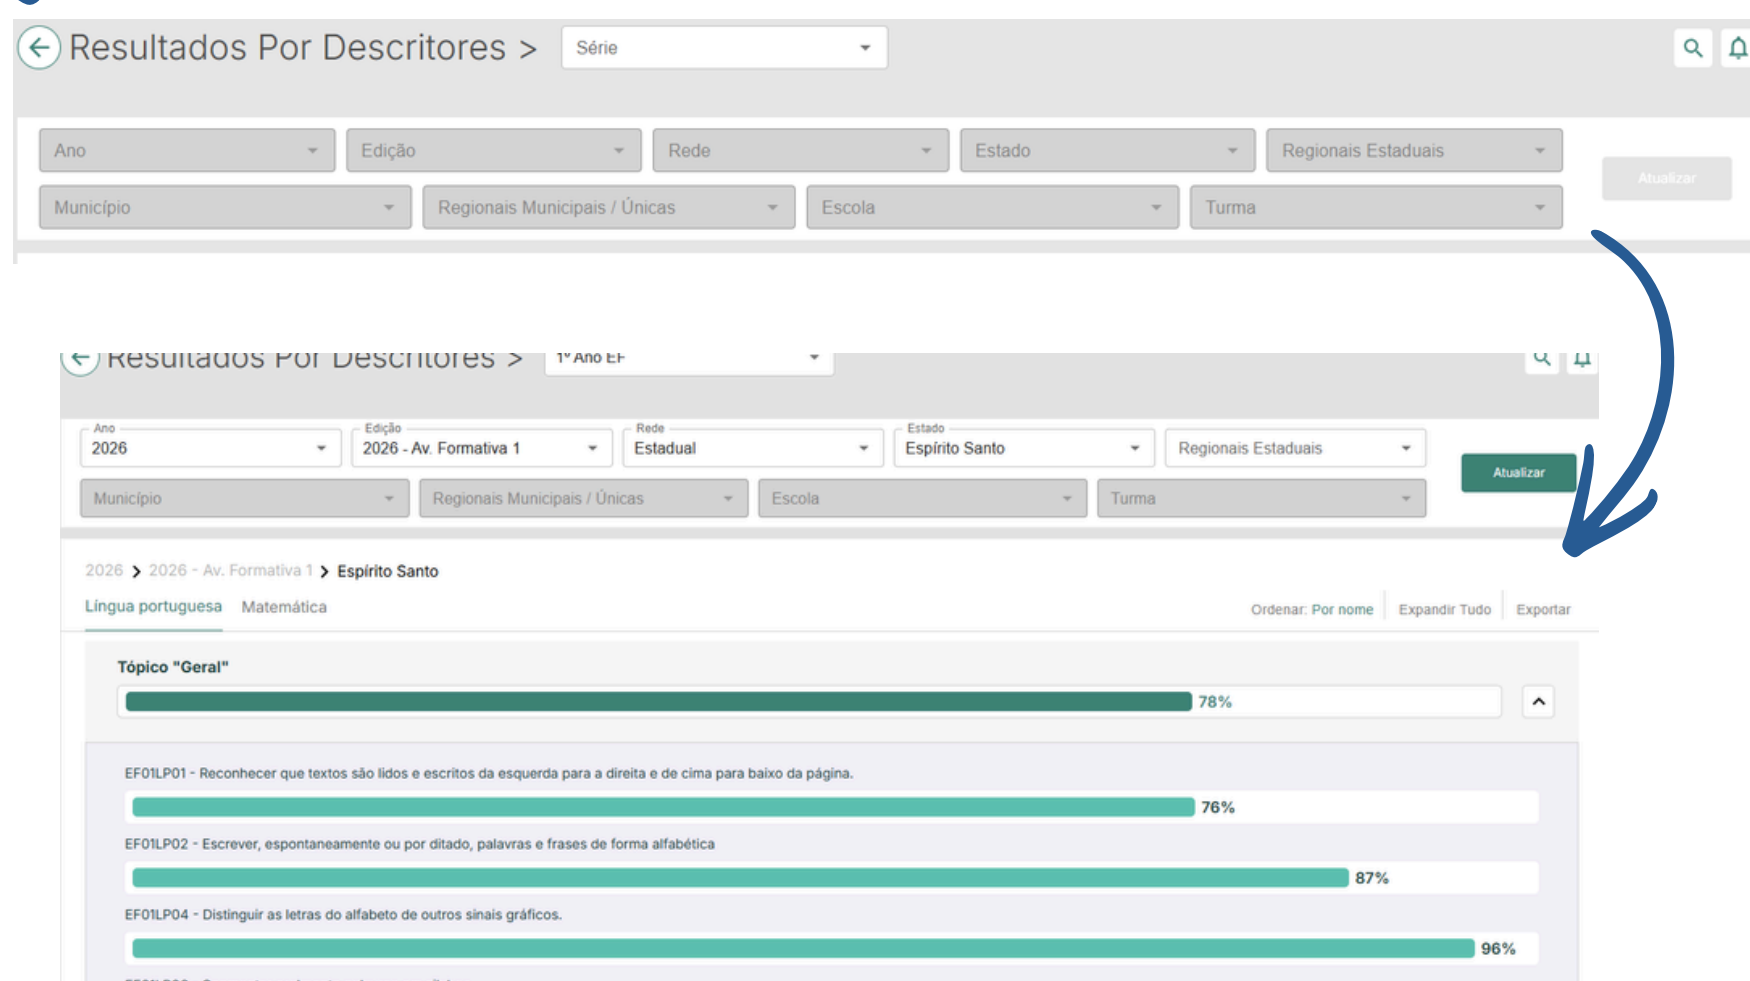 Resultados Por Descritores > Série
Ano Edição Rede Estado Regionais Estaduais
Atualizar
Município Regionais Municipais / Únicas Escola Turma
Resultados Por Descritores > 1º Ano EF
Ano Edição Rede Estado
2026 2026 - Av. Formativa 1 Estadual Espírito Santo Regionais Estaduais
Atualizar
Município Regionais Municipais / Únicas Escola Turma
2026 > 2026 - Av. Formativa 1 > Espírito Santo
Língua portuguesa Matemática Ordenar: Por nome Expandir Tudo Exportar
Tópico "Geral"
78%
EF01LP01 - Reconhecer que textos são lidos e escritos da esquerda para a direita e de cima para baixo da página.
76%
EF01LP02 - Escrever, espontaneamente ou por ditado, palavras e frases de forma alfabética
87%
EF01LP04 - Distinguir as letras do alfabeto de outros sinais gráficos.
96%